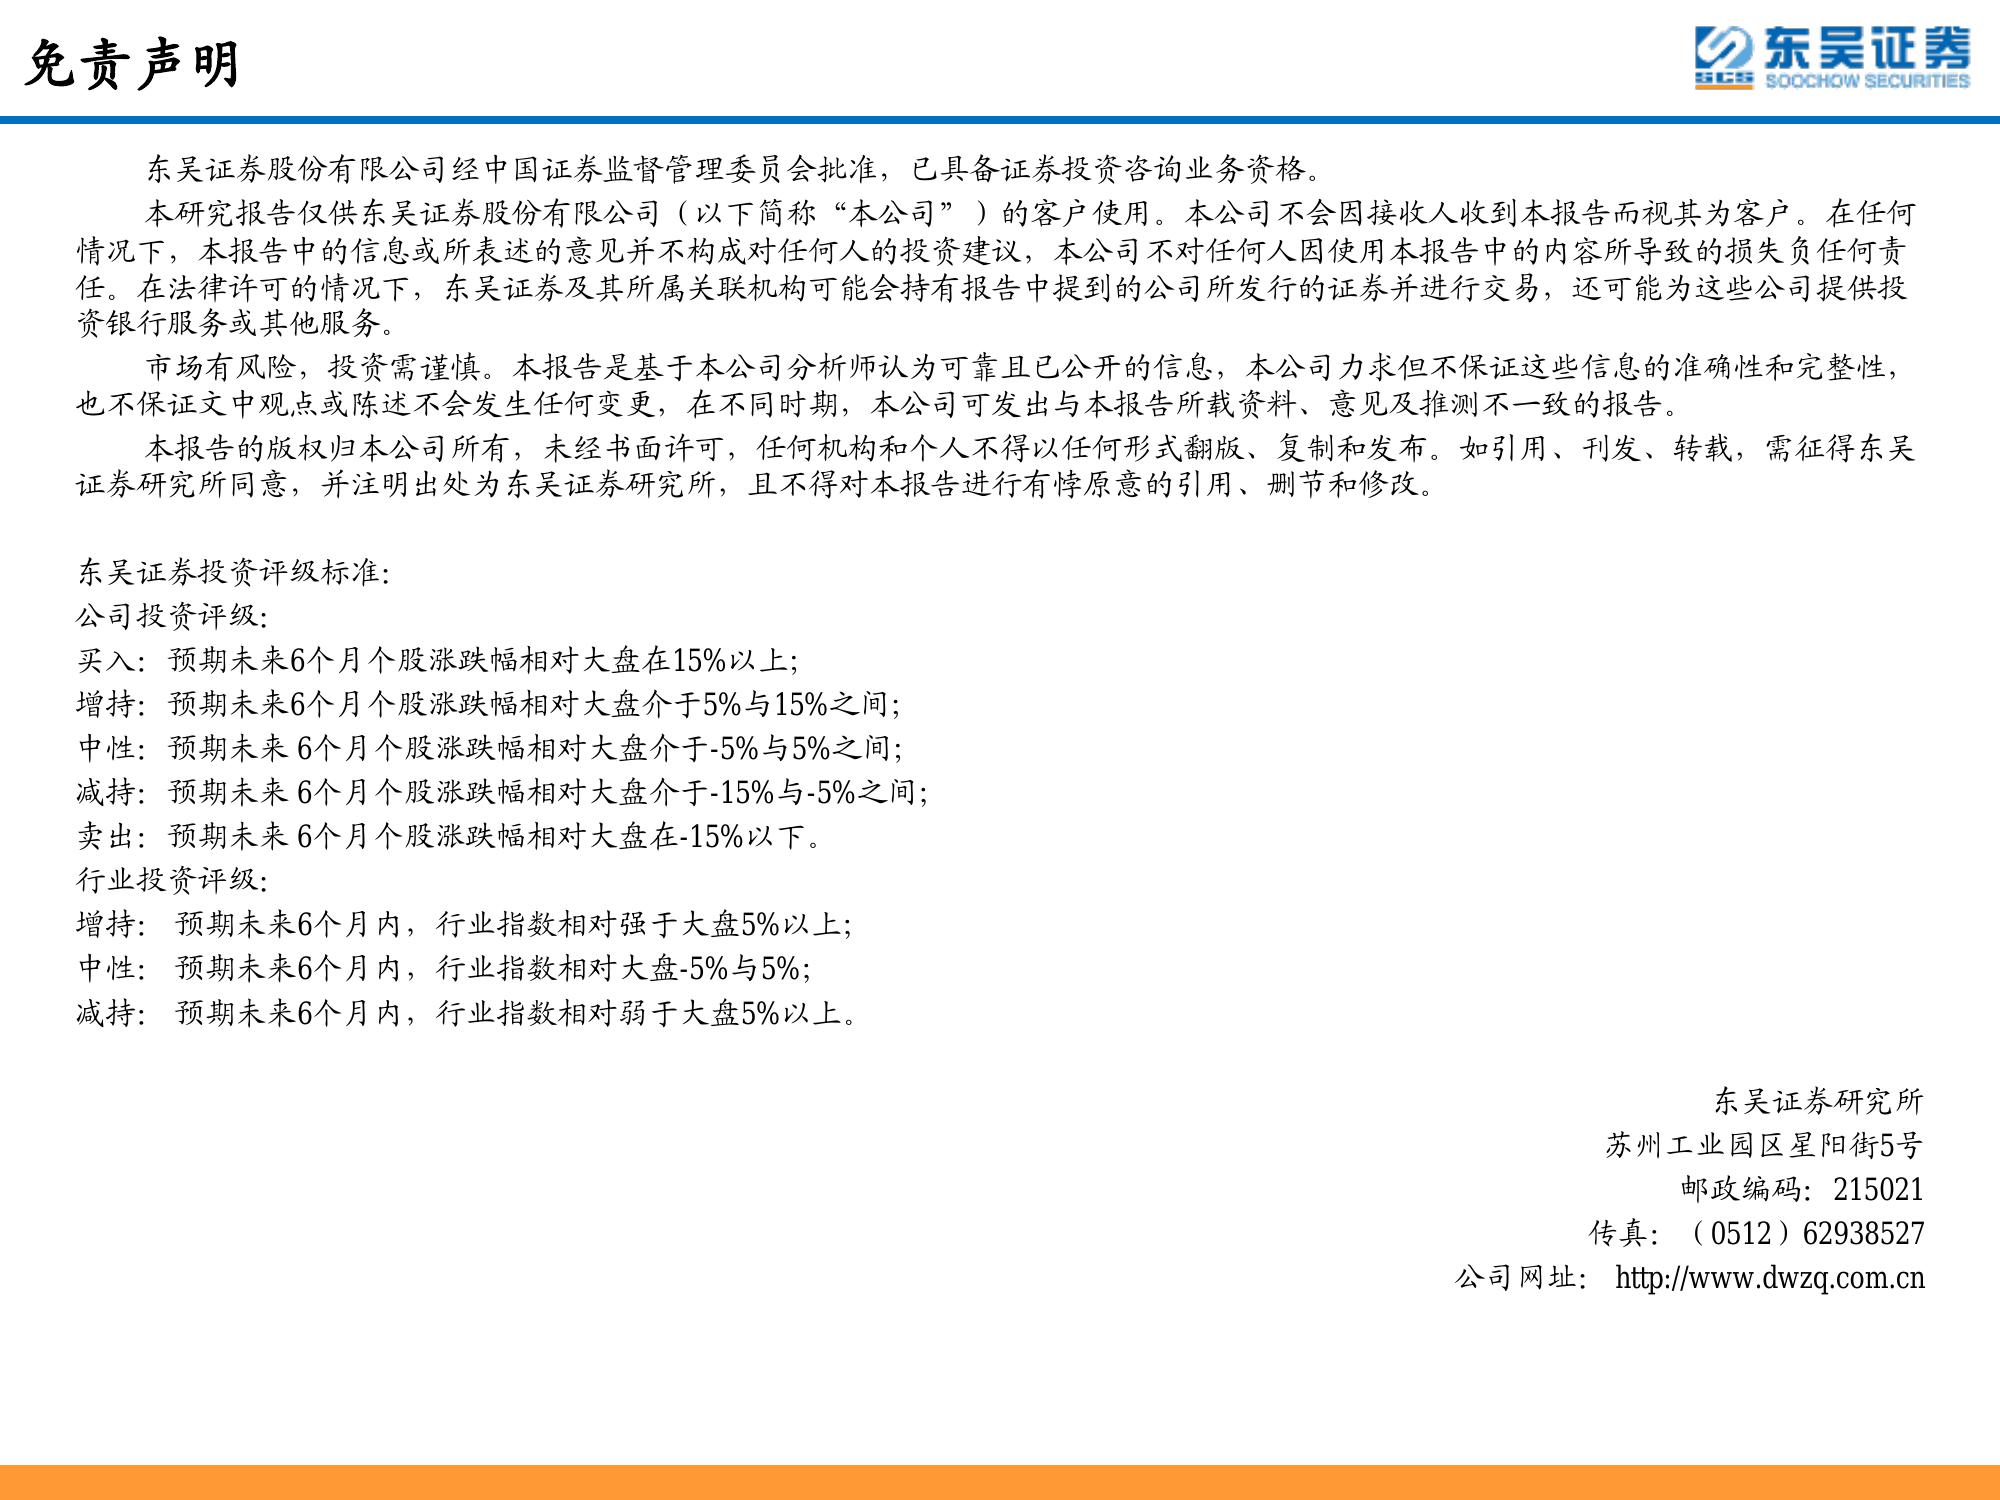 免责声明
东吴证券
SCS SOOCHOW SECURITIES
东吴证券股份有限公司经中国证券监督管理委员会批准，已具备证券投资咨询业务资格。
本研究报告仅供东吴证券股份有限公司（以下简称“本公司”）的客户使用。本公司不会因接收人收到本报告而视其为客户。在任何
情况下，本报告中的信息或所表述的意见并不构成对任何人的投资建议，本公司不对任何人因使用本报告中的内容所导致的损失负任何责
任。在法律许可的情况下，东吴证券及其所属关联机构可能会持有报告中提到的公司所发行的证券并进行交易，还可能为这些公司提供投
资银行服务或其他服务。
市场有风险，投资需谨慎。本报告是基于本公司分析师认为可靠且已公开的信息，本公司力求但不保证这些信息的准确性和完整性，
也不保证文中观点或陈述不会发生任何变更，在不同时期，本公司可发出与本报告所载资料、意见及推测不一致的报告。
本报告的版权归本公司所有，未经书面许可，任何机构和个人不得以任何形式翻版、复制和发布。如引用、刊发、转载，需征得东吴
证券研究所同意，并注明出处为东吴证券研究所，且不得对本报告进行有悖原意的引用、删节和修改。
东吴证券投资评级标准：
公司投资评级：
买入：预期未来6个月个股涨跌幅相对大盘在15%以上；
增持：预期未来6个月个股涨跌幅相对大盘介于5%与15%之间；
中性：预期未来 6个月个股涨跌幅相对大盘介于-5%与5%之间；
减持：预期未来 6个月个股涨跌幅相对大盘介于-15%与-5%之间；
卖出：预期未来 6个月个股涨跌幅相对大盘在-15%以下。
行业投资评级：
增持： 预期未来6个月内，行业指数相对强于大盘5%以上；
中性： 预期未来6个月内，行业指数相对大盘-5%与5%；
减持： 预期未来6个月内，行业指数相对弱于大盘5%以上。
东吴证券研究所
苏州工业园区星阳街5号
邮政编码：215021
传真：（0512）62938527
公司网址： http://www.dwzq.com.cn